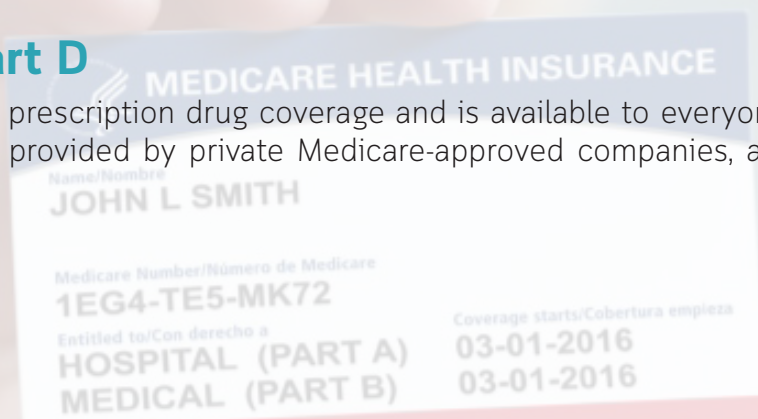 art D
prescription drug coverage and is available to everyon
provided by private Medicare-approved companies, a
MEDICARE HEALTH INSURANCE
Name/Nombre
JOHN L SMITH
Medicare Number/Número de Medicare
1EG4-TE5-MK72
Entitled to/Con derecho a
HOSPITAL (PART A)
MEDICAL (PART B)
Coverage starts/Cobertura empieza
03-01-2016
03-01-2016